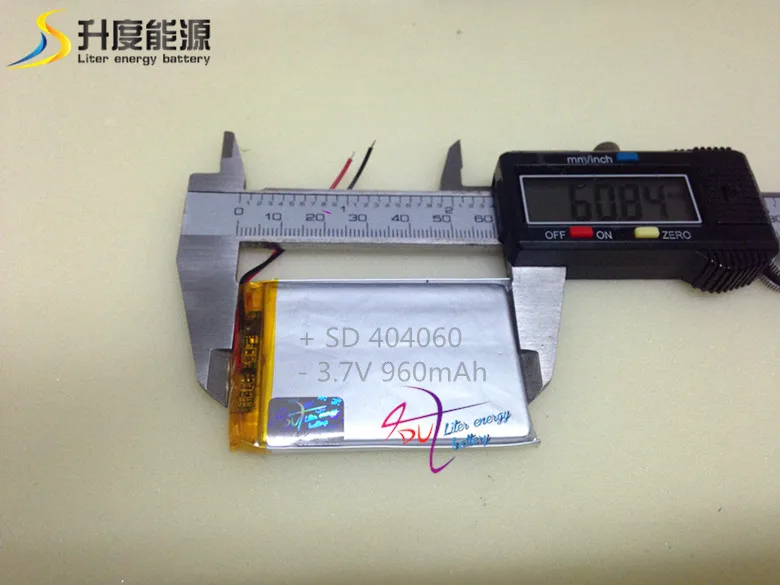 升度能源
Liter energy battery
mm/inch
60.84
OFF ON ZERO
0 10 20 30 40 50 60
+ SD 404060
- 3.7V 960mAh
SDL Liter energy
battery